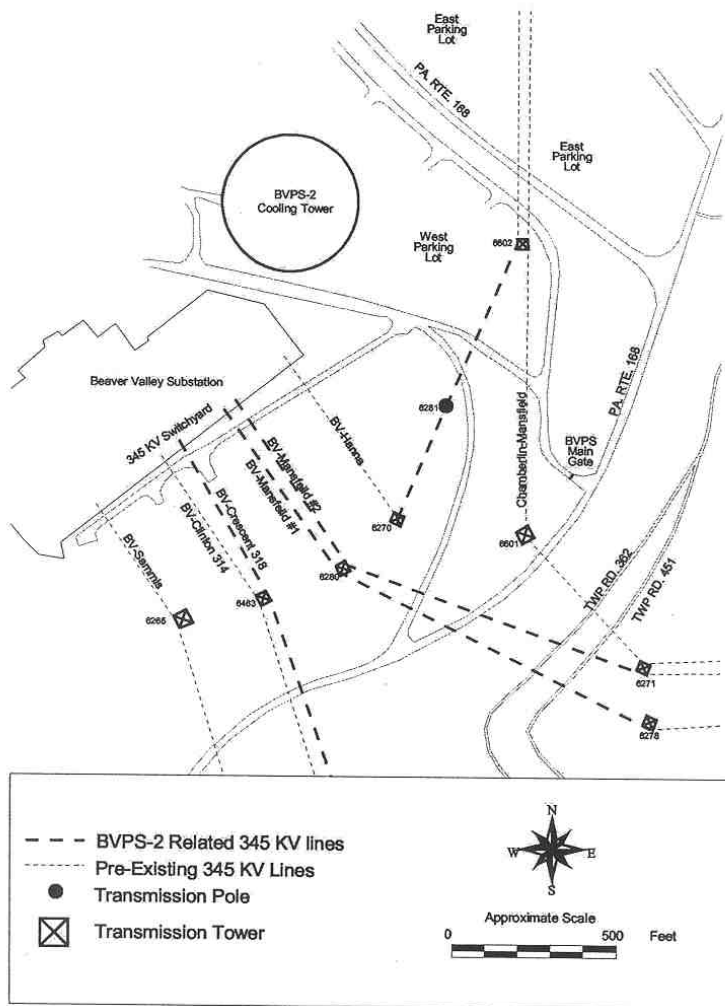 East
Parking
Lot
PA. RTE. 168
East
Parking
Lot
BVPS-2
Cooling Tower
West
Parking
Lot
6602
Beaver Valley Substation
345 KV Switchyard
BV-Hanna
6281
Chamberlin-Mansfield
PA. RTE. 168
BVPS
Main
Gate
BV-Mansfeild #2
BV-Mansfeild #1
BV-Crescent 318
BV-Clinton 314
BV-Sammis
6270
6601
6280
6463
6265
TWP RD. 362
TWP RD. 451
6271
6278
BVPS-2 Related 345 KV lines
Pre-Existing 345 KV Lines
Transmission Pole
Transmission Tower
N
W
E
S
Approximate Scale
0
500
Feet